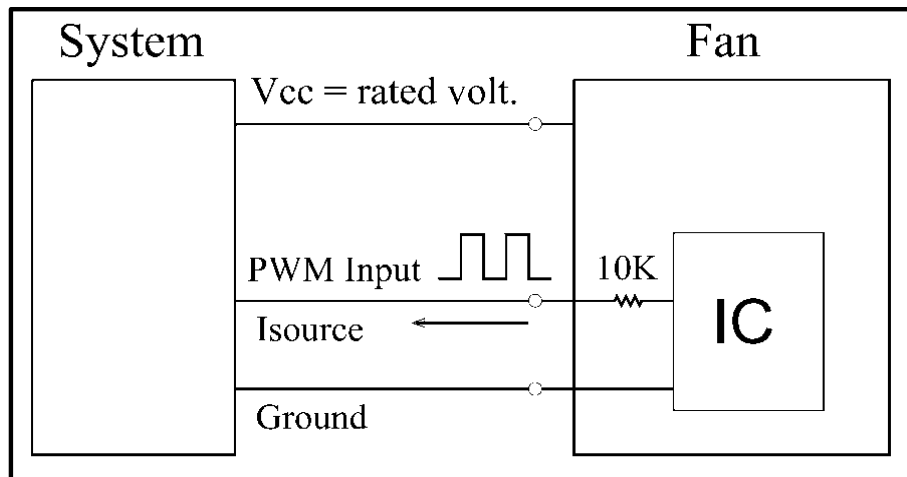 System
Fan
Vcc = rated volt.
PWM Input
10K
Isource
IC
Ground